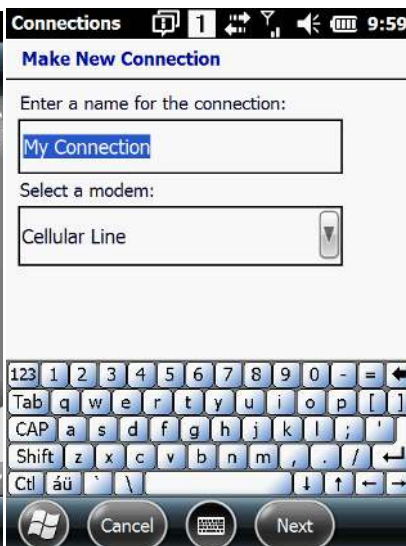 Connections 1 9:59
Make New Connection
Enter a name for the connection:
My Connection
Select a modem:
Cellular Line
123 1 2 3 4 5 6 7 8 9 0 - =
Tab q w e r t y u i o p [ ]
CAP a s d f g h j k l ; '
Shift z x c v b n m , . /
Ctl áü ` \
Cancel Next